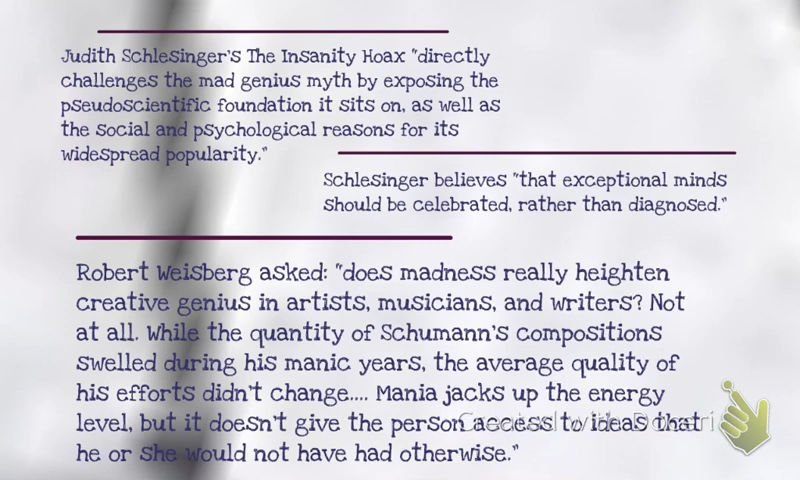 Judith Schlesinger's The Insanity Hoax "directly
challenges the mad genius myth by exposing the
pseudoscientific foundation it sits on, as well as
the social and psychological reasons for its
widespread popularity."
Schlesinger believes "that exceptional minds
should be celebrated, rather than diagnosed."
Robert Weisberg asked: "does madness really heighten
creative genius in artists, musicians, and writers? Not
at all. While the quantity of Schumann's compositions
swelled during his manic years, the average quality of
his efforts didn't change.... Mania jacks up the energy
level, but it doesn't give the person access to ideas that
he or she would not have had otherwise."
Created with